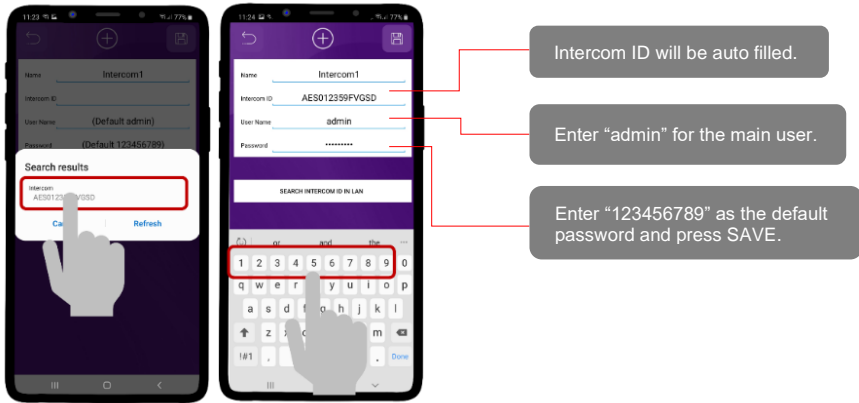 11:23
77%
Name
Intercom1
Intercom ID
User Name
(Default admin)
Password
(Default 123456789)
Search results
Intercom
AES0123 VGSD
Ca
Refresh
11:24
77%
Name
Intercom1
Intercom ID
AES012359FVGSD
User Name
admin
Password
•••••••••
SEARCH INTERCOM ID IN LAN
or and the ...
1 2 3 4 5 6 7 8 9 0
q w e r y u i o p
a s d f g h j k l
z m
!#1 , . Done
Intercom ID will be auto filled.
Enter “admin” for the main user.
Enter “123456789” as the default
password and press SAVE.